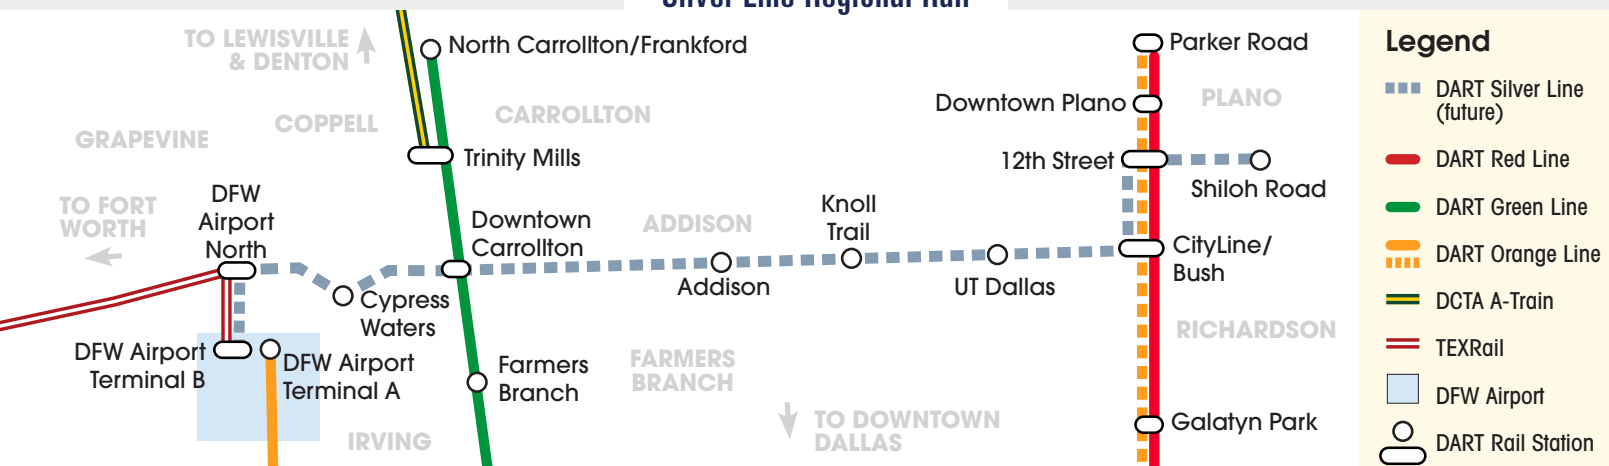 Silver Line Regional Rail
TO LEWISVILLE
& DENTON
North Carrollton/Frankford
Parker Road
Downtown Plano
PLANO
CARROLLTON
COPPELL
GRAPEVINE
Trinity Mills
12th Street
Shiloh Road
DFW
Airport
North
TO FORT
WORTH
Downtown
Carrollton
ADDISON
Knoll
Trail
CityLine/
Bush
Cypress
Waters
Addison
UT Dallas
RICHARDSON
DFW Airport
Terminal B
DFW Airport
Terminal A
Farmers
Branch
FARMERS
BRANCH
IRVING
TO DOWNTOWN
DALLAS
Galatyn Park
Legend
DART Silver Line
(future)
DART Red Line
DART Green Line
DART Orange Line
DCTA A-Train
TEXRail
DFW Airport
DART Rail Station